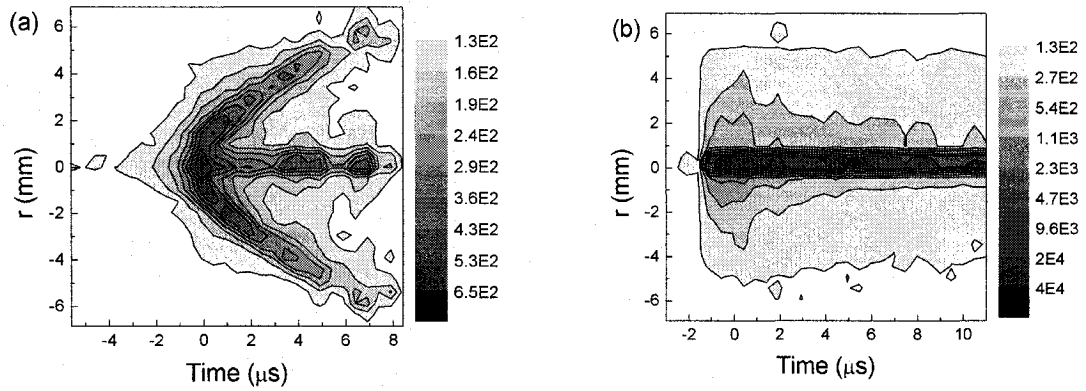 (a)
6
4
2
0
-2
-4
-6
r (mm)
-4 -2 0 2 4 6 8
Time (μs)
1.3E2
1.6E2
1.9E2
2.4E2
2.9E2
3.6E2
4.3E2
5.3E2
6.5E2
(b)
6
4
2
0
-2
-4
-6
r (mm)
-2 0 2 4 6 8 10
Time (μs)
1.3E2
2.7E2
5.4E2
1.1E3
2.3E3
4.7E3
9.6E3
2E4
4E4